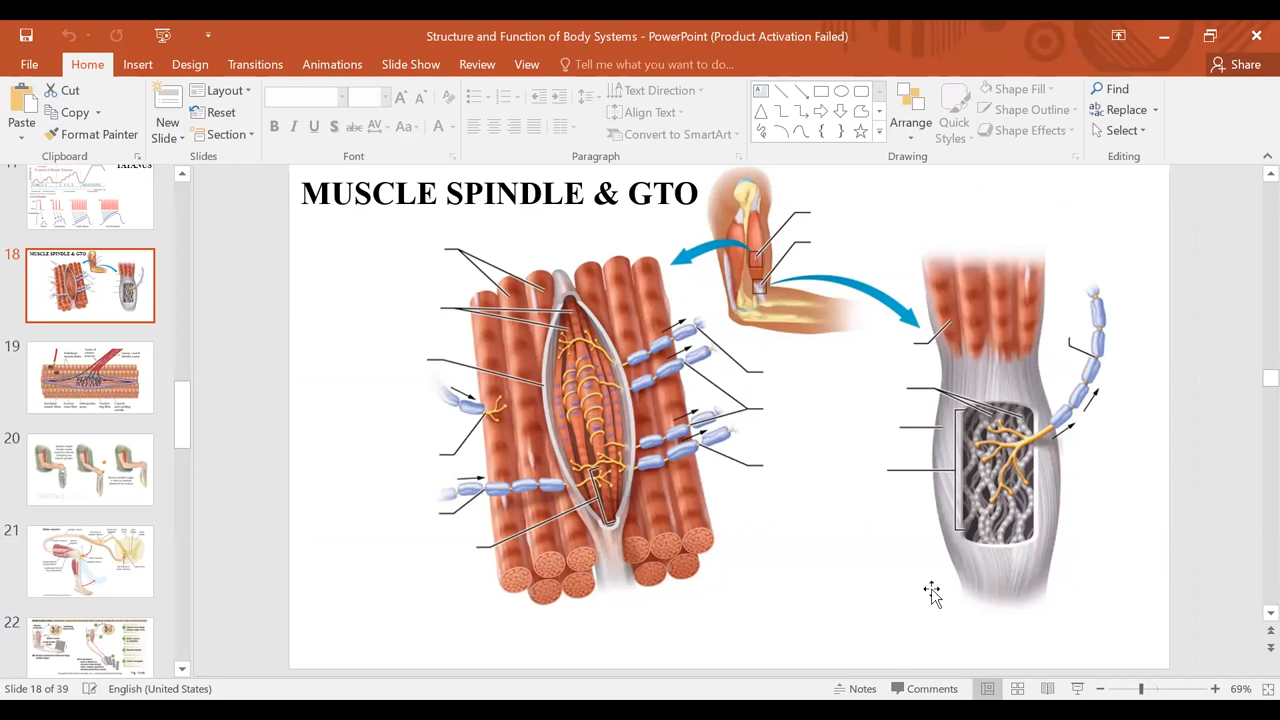 Structure and Function of Body Systems - PowerPoint (Product Activation Failed)
File Home Insert Design Transitions Animations Slide Show Review View Tell me what you want to do... Share
Paste
Cut
Copy
Format Painter
Clipboard
New Slide
Layout
Reset
Section
Slides
Font
Text Direction
Align Text
Convert to SmartArt
Paragraph
Arrange
Quick Styles
Shape Fill
Shape Outline
Shape Effects
Drawing
Find
Replace
Select
Editing
TATANUS
18
MUSCLE SPINDLE & GTO
19
20
21
22
MUSCLE SPINDLE & GTO
Slide 18 of 39 English (United States) Notes Comments 69%